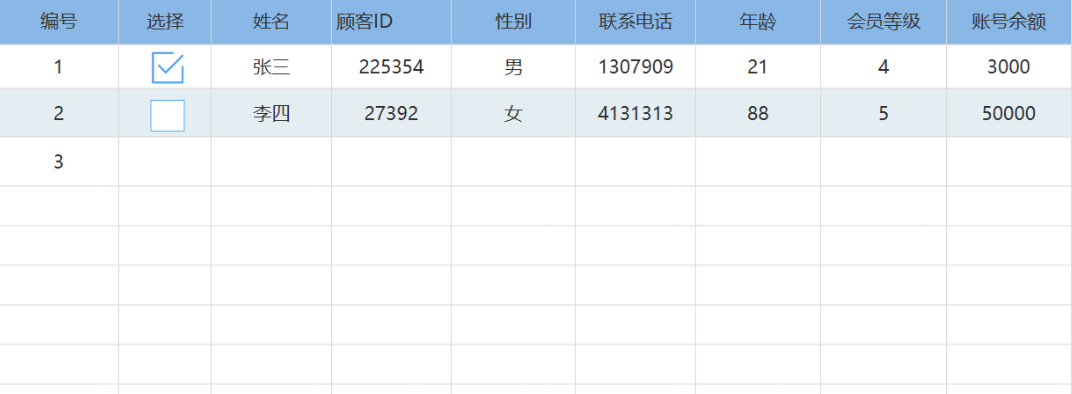 编号 选择 姓名 顾客ID 性别 联系电话 年龄 会员等级 账号余额
1 张三 225354 男 1307909 21 4 3000
2 李四 27392 女 4131313 88 5 50000
3